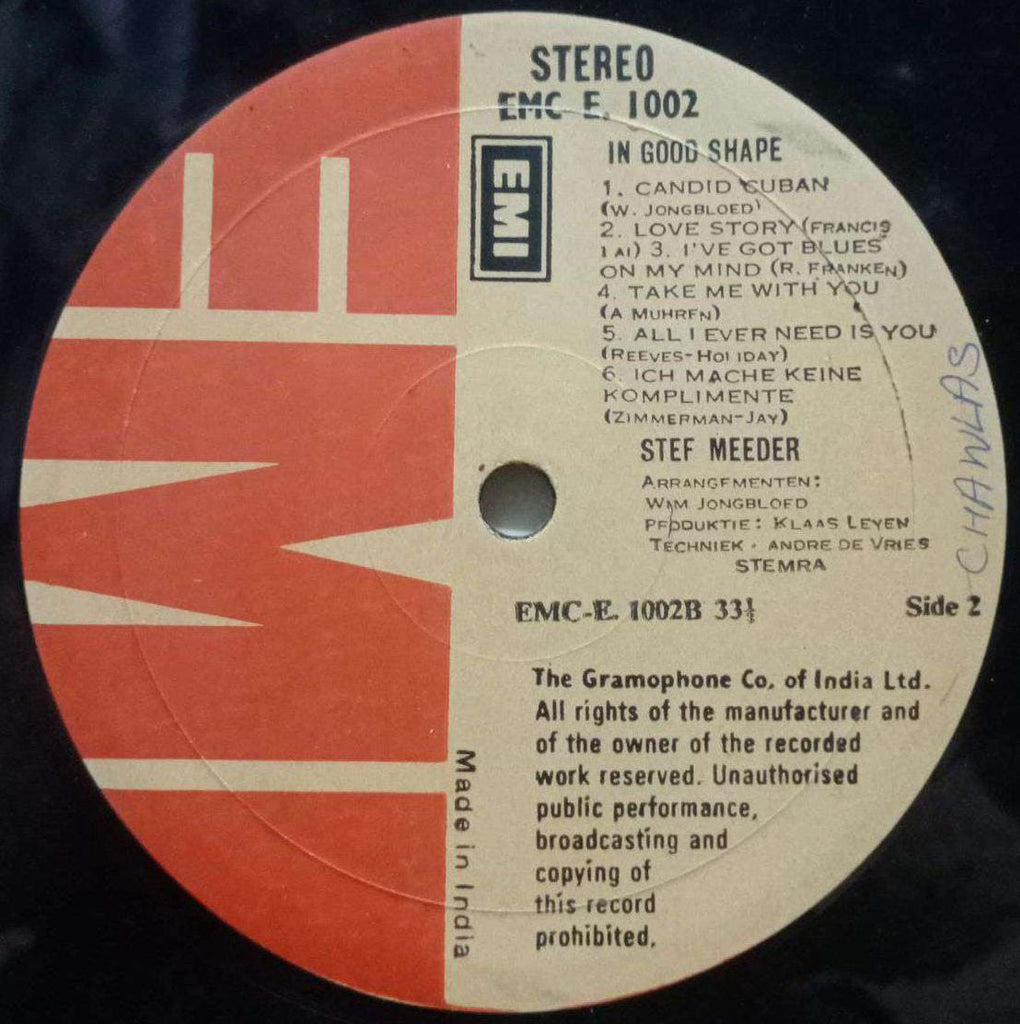 STEREO
EMC-E. 1002
EMI
IN GOOD SHAPE
1. CANDID CUBAN
(W. JONGBLOED)
2. LOVE STORY (FRANCIS
LAI) 3. I'VE GOT BLUES
ON MY MIND (R. FRANKEN)
4. TAKE ME WITH YOU
(A MUHREN)
5. ALL I EVER NEED IS YOU
(REEVES-HOLIDAY)
6. ICH MACHE KEINE
KOMPLIMENTE
(ZIMMERMAN-JAY)
STEF MEEDER
ARRANGEMENTEN:
WIM JONGBLOED
PRODUKTIE: KLAAS LEYEN
TECHNIEK · ANDRE DE VRIES
STEMRA
CHAWLAS
EMC-E. 1002B 33⅓
Side 2
The Gramophone Co. of India Ltd.
All rights of the manufacturer and
of the owner of the recorded
work reserved. Unauthorised
public performance,
broadcasting and
copying of
this record
prohibited.
Made in India
EMI